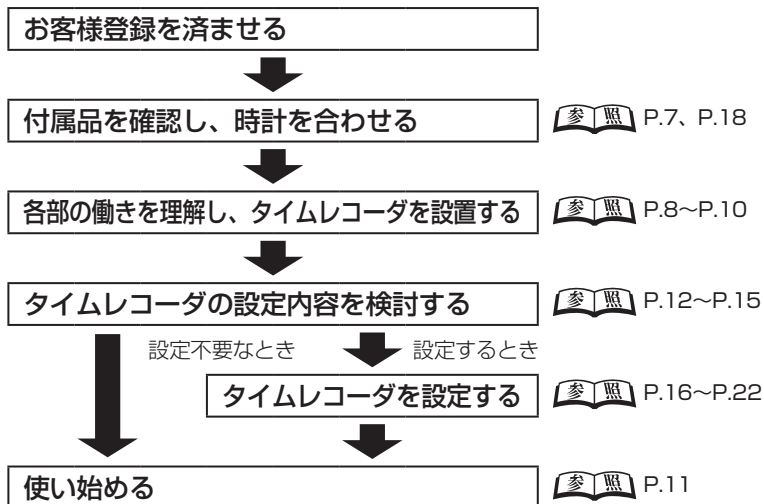 お客様登録を済ませる
付属品を確認し、時計を合わせる 参照 P.7、P.18
各部の働きを理解し、タイムレコーダを設置する 参照 P.8～P.10
タイムレコーダの設定内容を検討する 参照 P.12～P.15
設定不要なとき 設定するとき
タイムレコーダを設定する 参照 P.16～P.22
使い始める 参照 P.11